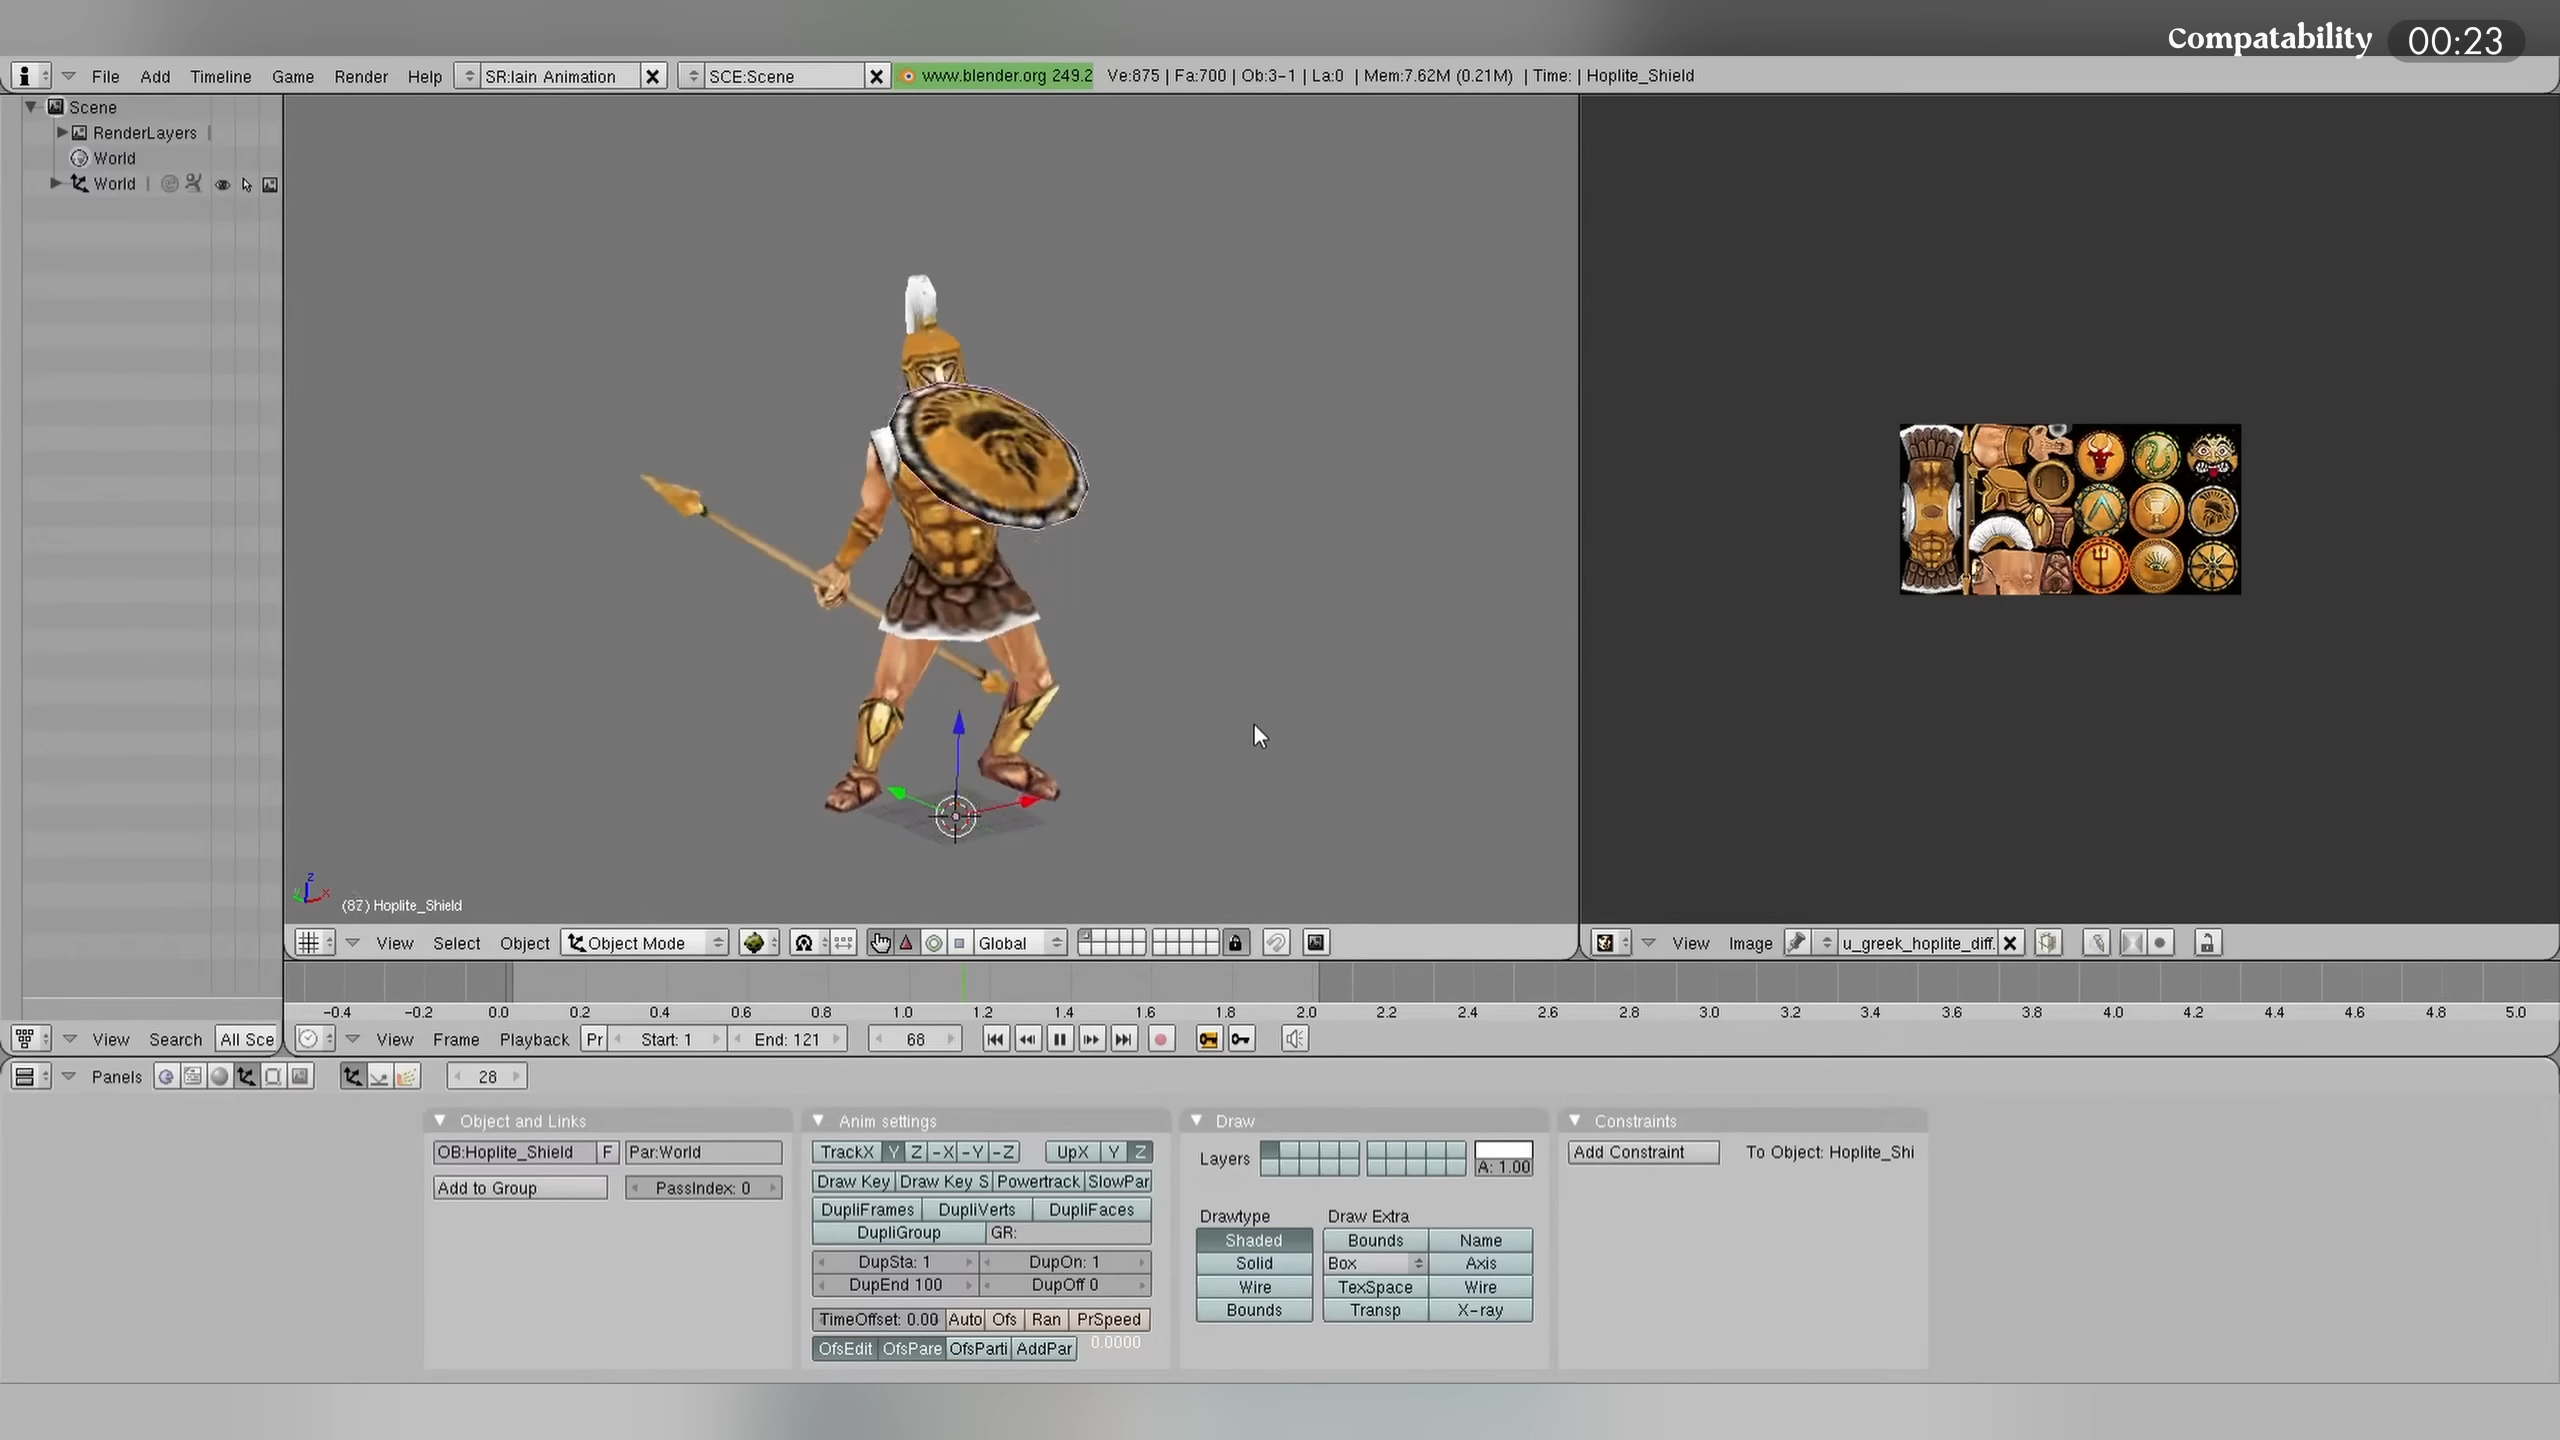 Compatability 00:23
File Add Timeline Game Render Help SR:Iain Animation SCE:Scene www.blender.org 249.2 Ve:875 | Fa:700 | Ob:3-1 | La:0 | Mem:7.62M (0.21M) | Time: | Hoplite_Shield
Scene
RenderLayers
World
World
z
x
(87) Hoplite_Shield
View Select Object Object Mode Global
View Image u_greek_hoplite_diff.
-0.4 -0.2 0.0 0.2 0.4 0.6 0.8 1.0 1.2 1.4 1.6 1.8 2.0 2.2 2.4 2.6 2.8 3.0 3.2 3.4 3.6 3.8 4.0 4.2 4.4 4.6 4.8 5.0
View Search All Sce
View Frame Playback Pr Start: 1 End: 121 68
Panels 28
Object and Links
OB:Hoplite_Shield F Par:World
Add to Group PassIndex: 0
Anim settings
TrackX Y Z -X -Y -Z UpX Y Z
Draw Key Draw Key S Powertrack SlowPar
DupliFrames DupliVerts DupliFaces
DupliGroup GR:
DupSta: 1 DupOn: 1
DupEnd 100 DupOff 0
TimeOffset: 0.00 Auto Ofs Ran PrSpeed
OfsEdit OfsPare OfsParti AddPar 0.0000
Draw
Layers A: 1.00
Drawtype Draw Extra
Shaded Bounds Name
Solid Box Axis
Wire TexSpace Wire
Bounds Transp X-ray
Constraints
Add Constraint To Object: Hoplite_Shi